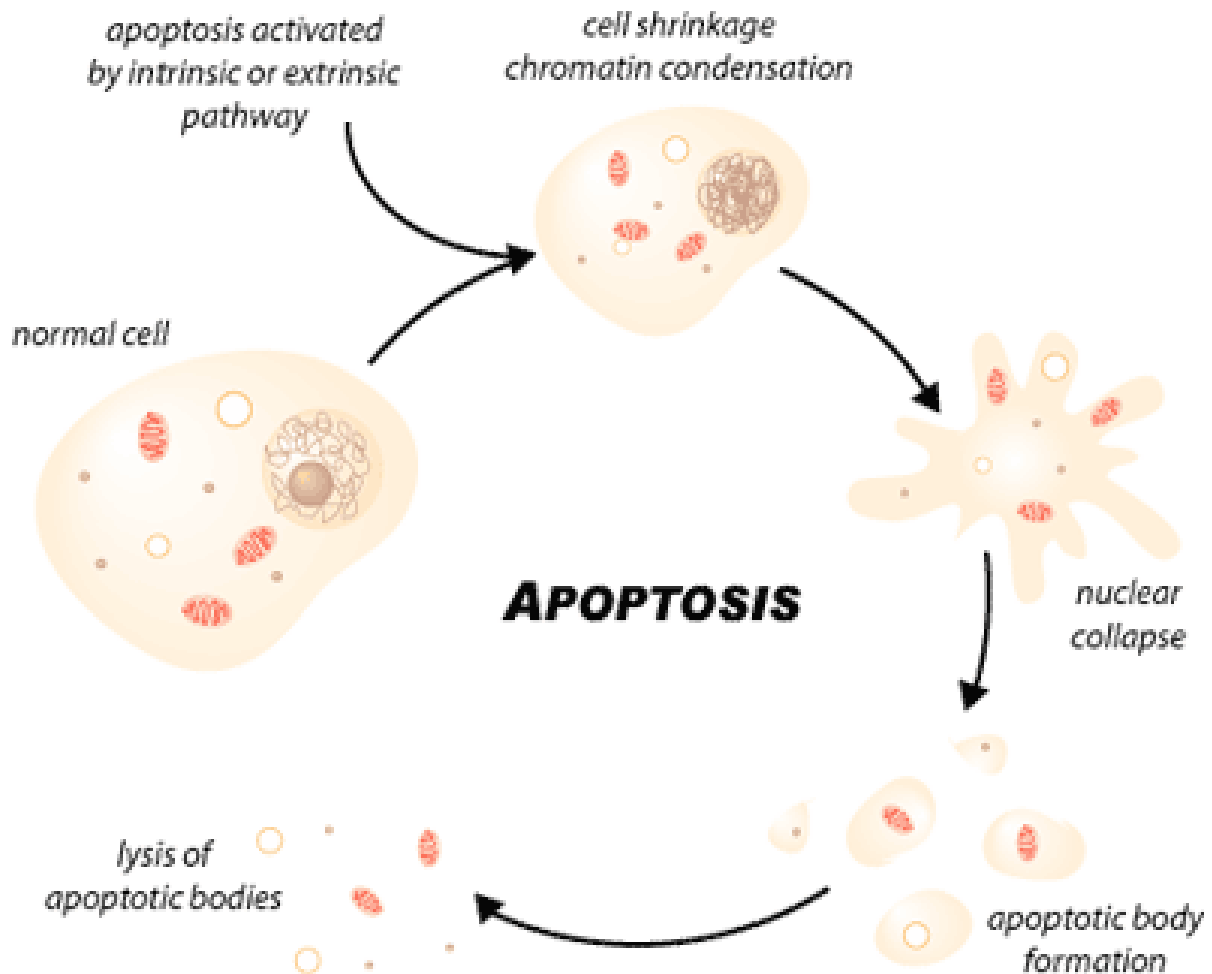 apoptosis activated
by intrinsic or extrinsic
pathway
cell shrinkage
chromatin condensation
normal cell
APOPTOSIS
nuclear
collapse
lysis of
apoptotic bodies
apoptotic body
formation